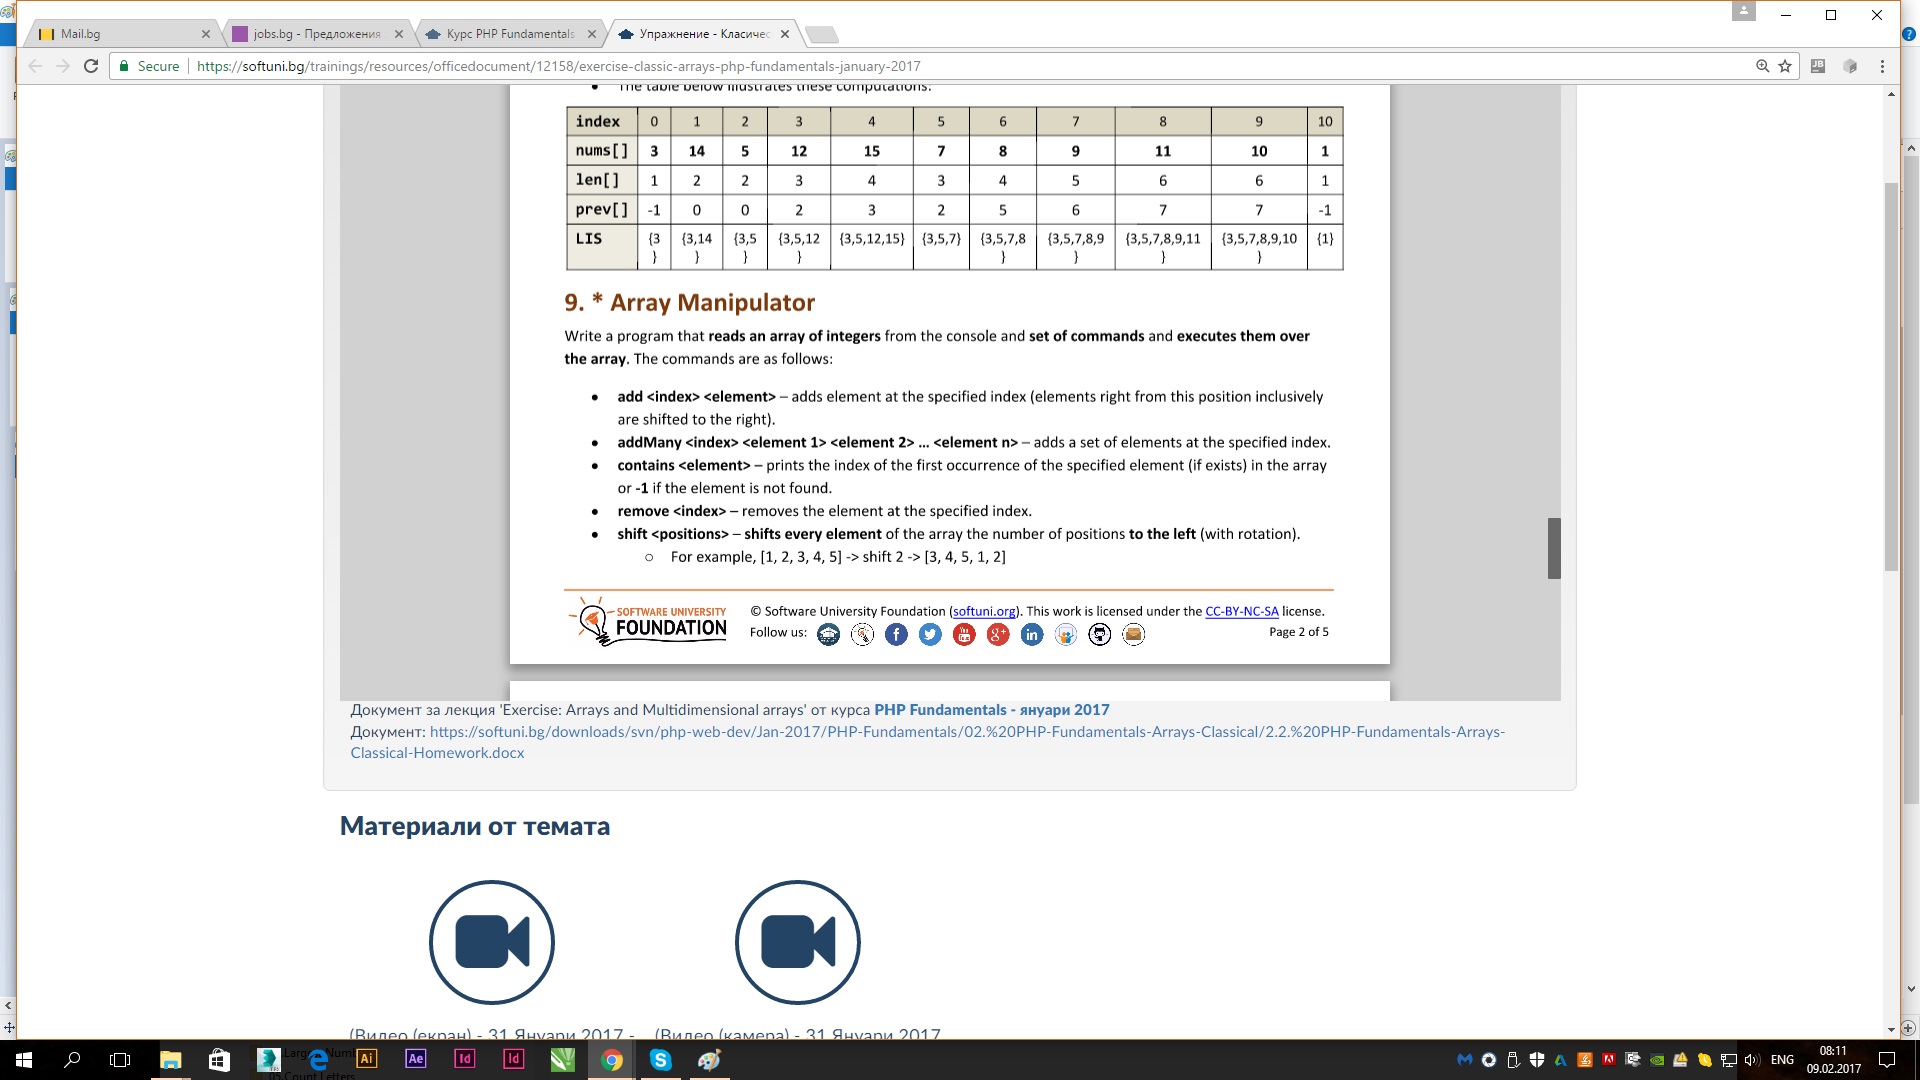 Mail.bg
jobs.bg - Предложения
Курс PHP Fundamentals
Упражнение - Класичес
Secure
https://softuni.bg/trainings/resources/officedocument/12158/exercise-classic-arrays-php-fundamentals-january-2017
The table below illustrates these computations:
index 0 1 2 3 4 5 6 7 8 9 10
nums[] 3 14 5 12 15 7 8 9 11 10 1
len[] 1 2 2 3 4 3 4 5 6 6 1
prev[] -1 0 0 2 3 2 5 6 7 7 -1
LIS {3 {3,14 {3,5 {3,5,12 {3,5,12,15} {3,5,7} {3,5,7,8 {3,5,7,8,9 {3,5,7,8,9,11 {3,5,7,8,9,10 {1}
} } } } } } } }
9. * Array Manipulator
Write a program that reads an array of integers from the console and set of commands and executes them over
the array. The commands are as follows:
• add <index> <element> – adds element at the specified index (elements right from this position inclusively
are shifted to the right).
• addMany <index> <element 1> <element 2> … <element n> – adds a set of elements at the specified index.
• contains <element> – prints the index of the first occurrence of the specified element (if exists) in the array
or -1 if the element is not found.
• remove <index> – removes the element at the specified index.
• shift <positions> – shifts every element of the array the number of positions to the left (with rotation).
○ For example, [1, 2, 3, 4, 5] -> shift 2 -> [3, 4, 5, 1, 2]
SOFTWARE UNIVERSITY
FOUNDATION
© Software University Foundation (softuni.org). This work is licensed under the CC-BY-NC-SA license.
Follow us:
Page 2 of 5
Документ за лекция 'Exercise: Arrays and Multidimensional arrays' от курса PHP Fundamentals - януари 2017
Документ: https://softuni.bg/downloads/svn/php-web-dev/Jan-2017/PHP-Fundamentals/02.%20PHP-Fundamentals-Arrays-Classical/2.2.%20PHP-Fundamentals-Arrays-
Classical-Homework.docx
Материали от темата
(Видео (екран) - 31 Януари 2017 -
(Видео (камера) - 31 Януари 2017
Ai
Ae
Id
Id
ENG
08:11
09.02.2017